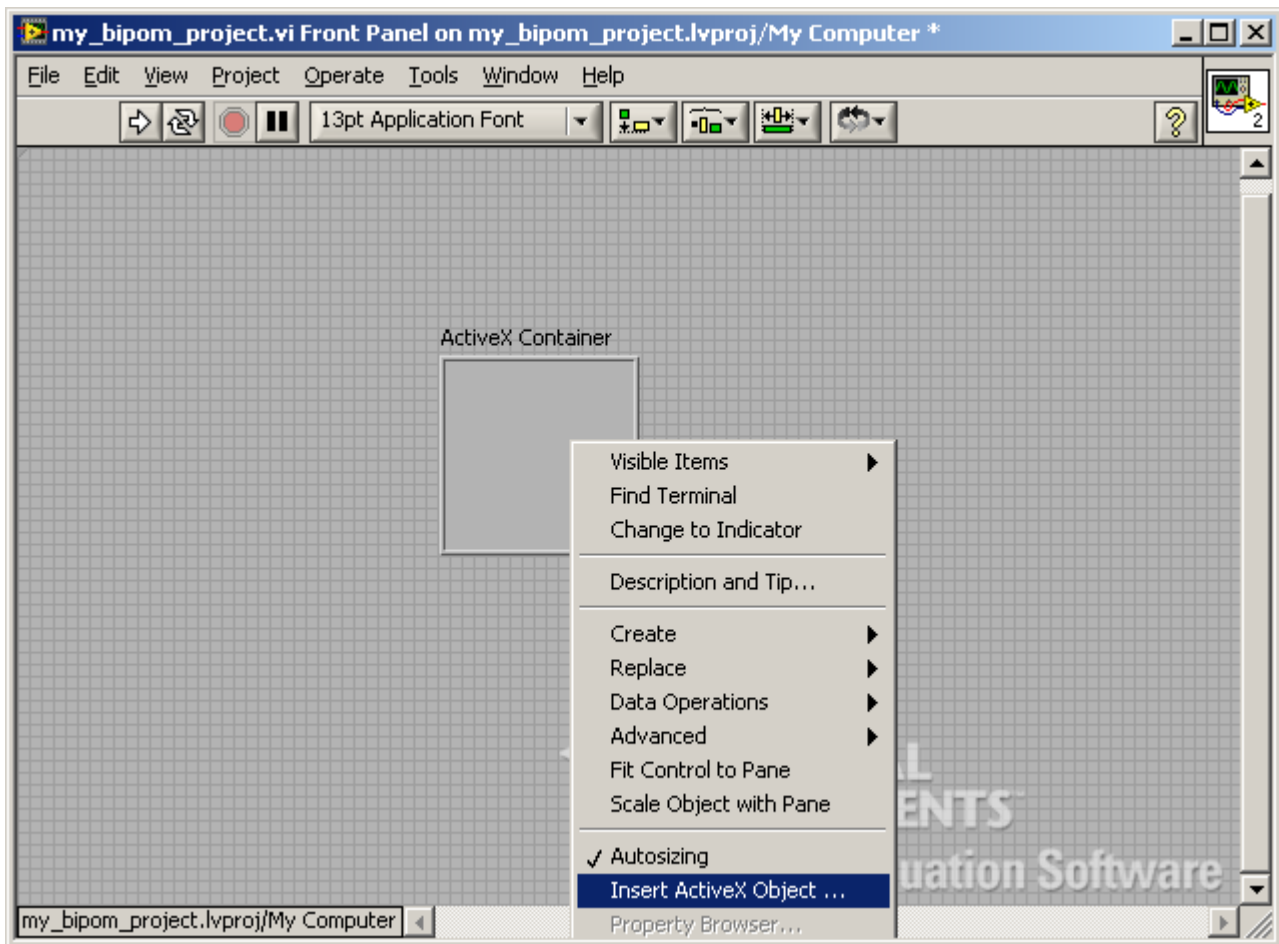 my_bipom_project.vi Front Panel on my_bipom_project.lvproj/My Computer *
File Edit View Project Operate Tools Window Help
13pt Application Font
2
ActiveX Container
Visible Items
Find Terminal
Change to Indicator
Description and Tip...
Create
Replace
Data Operations
Advanced
Fit Control to Pane
Scale Object with Pane
Autosizing
Insert ActiveX Object ...
Property Browser...
Software
my_bipom_project.lvproj/My Computer